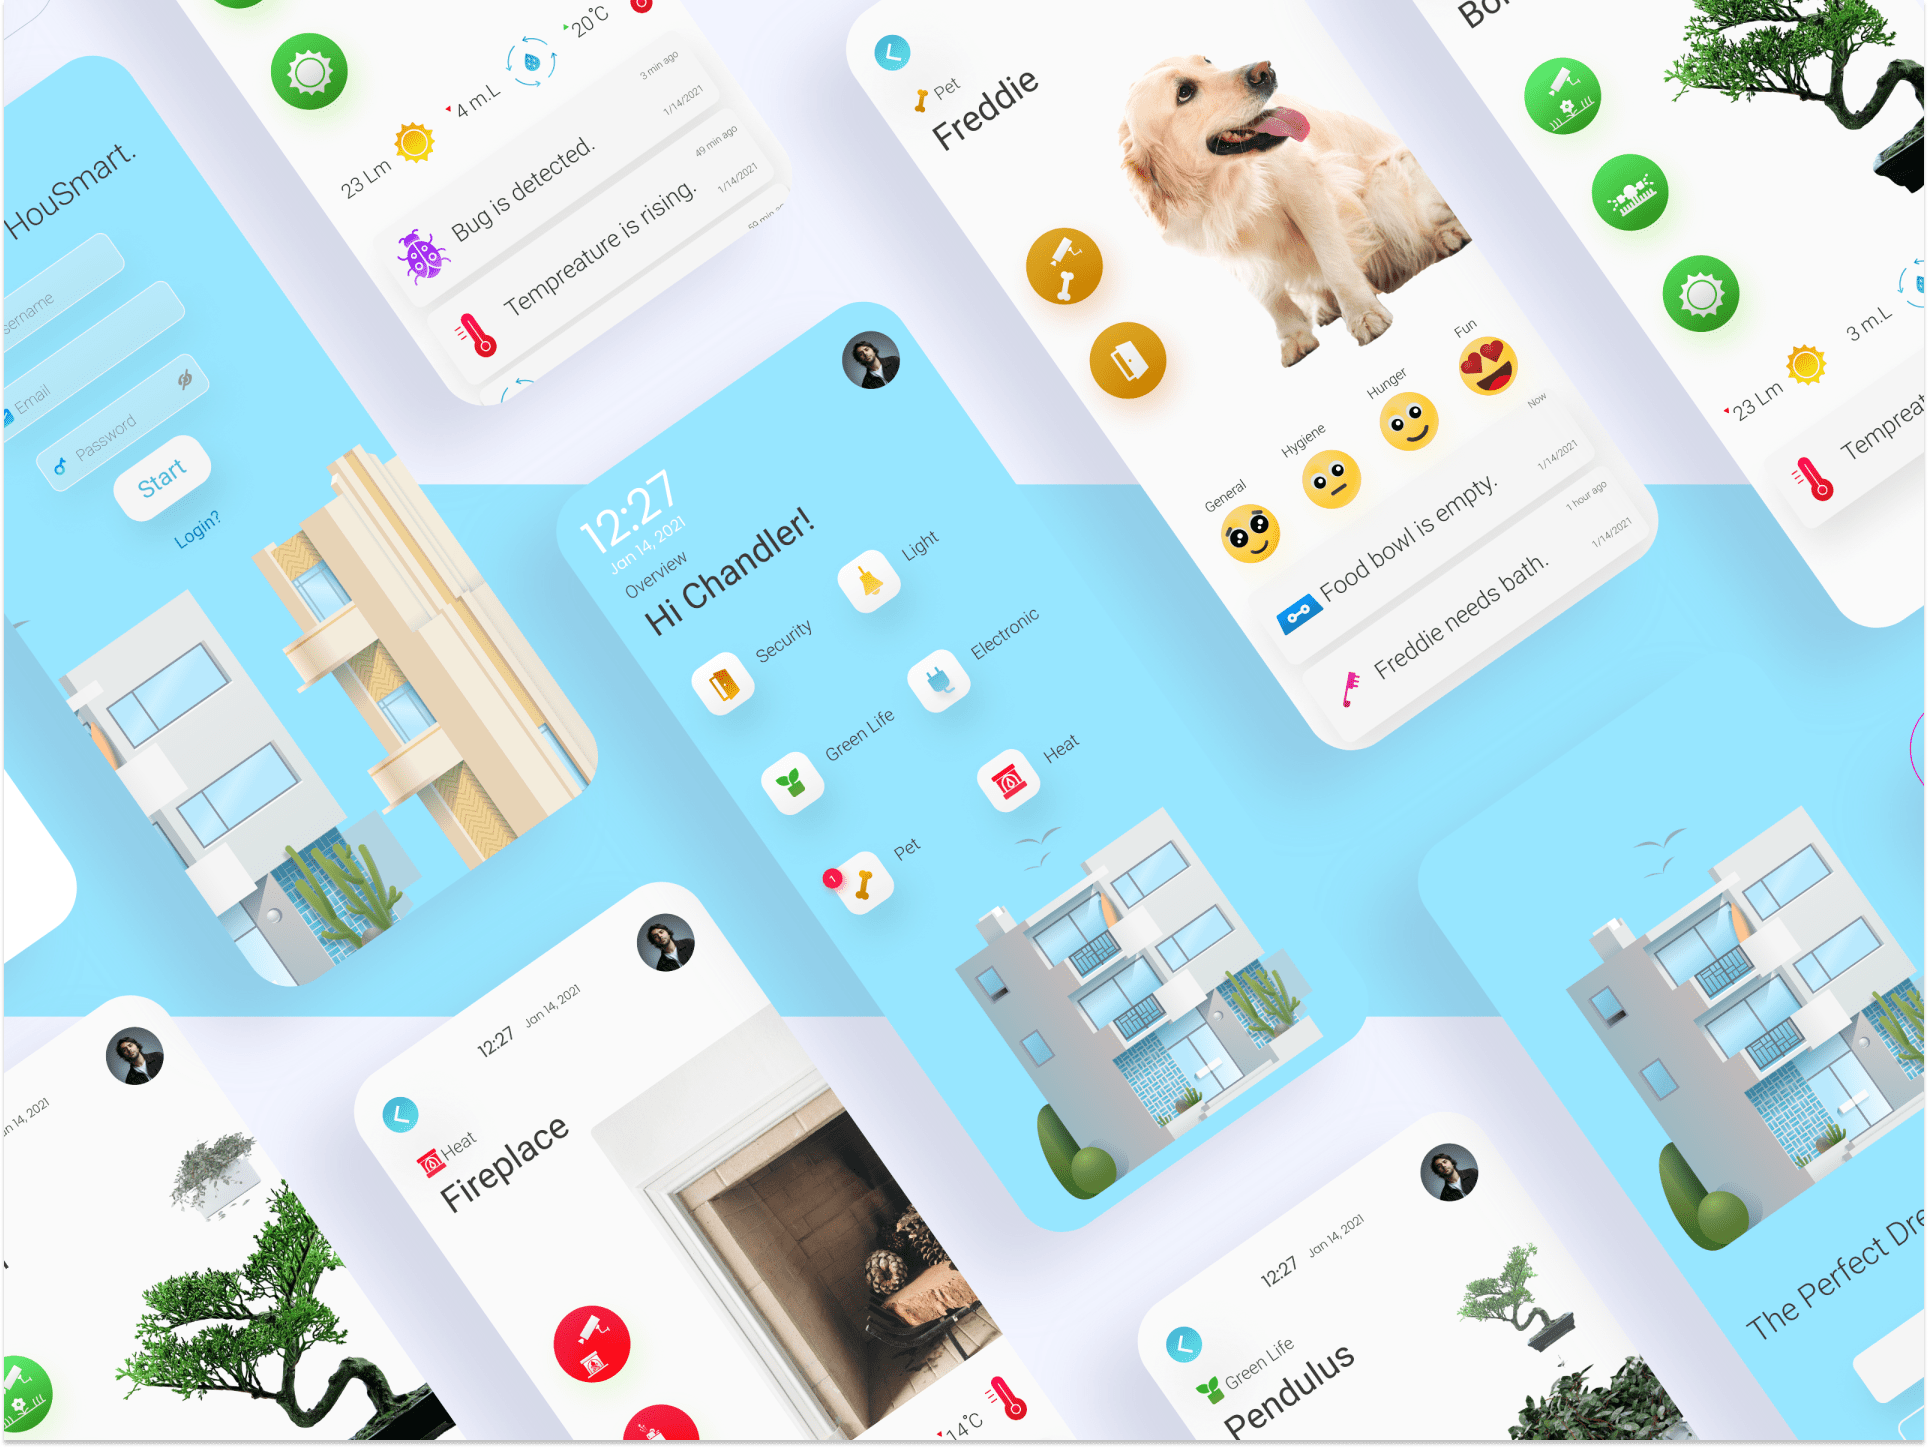 HouSmart.
sername
Email
Password
Start
Login?
20°C
4 m.L
23 Lm
3 min ago
Bug is detected.
1/14/2021
49 min ago
Tempreature is rising.
1/14/2021
59 min
Pet
Freddie
General
Hygiene
Hunger
Fun
Now
Food bowl is empty.
1/14/2021
1 hour ago
Freddie needs bath.
1/14/2021
3 m.L
23 Lm
12:27
Jan 14, 2021
Overview
Hi Chandler!
Security
Light
Green Life
Electronic
Pet
1
Heat
Jan 14, 2021
12:27
Jan 14, 2021
Heat
Fireplace
14°C
12:27
Jan 14, 2021
Green Life
Pendulus
The Perfect